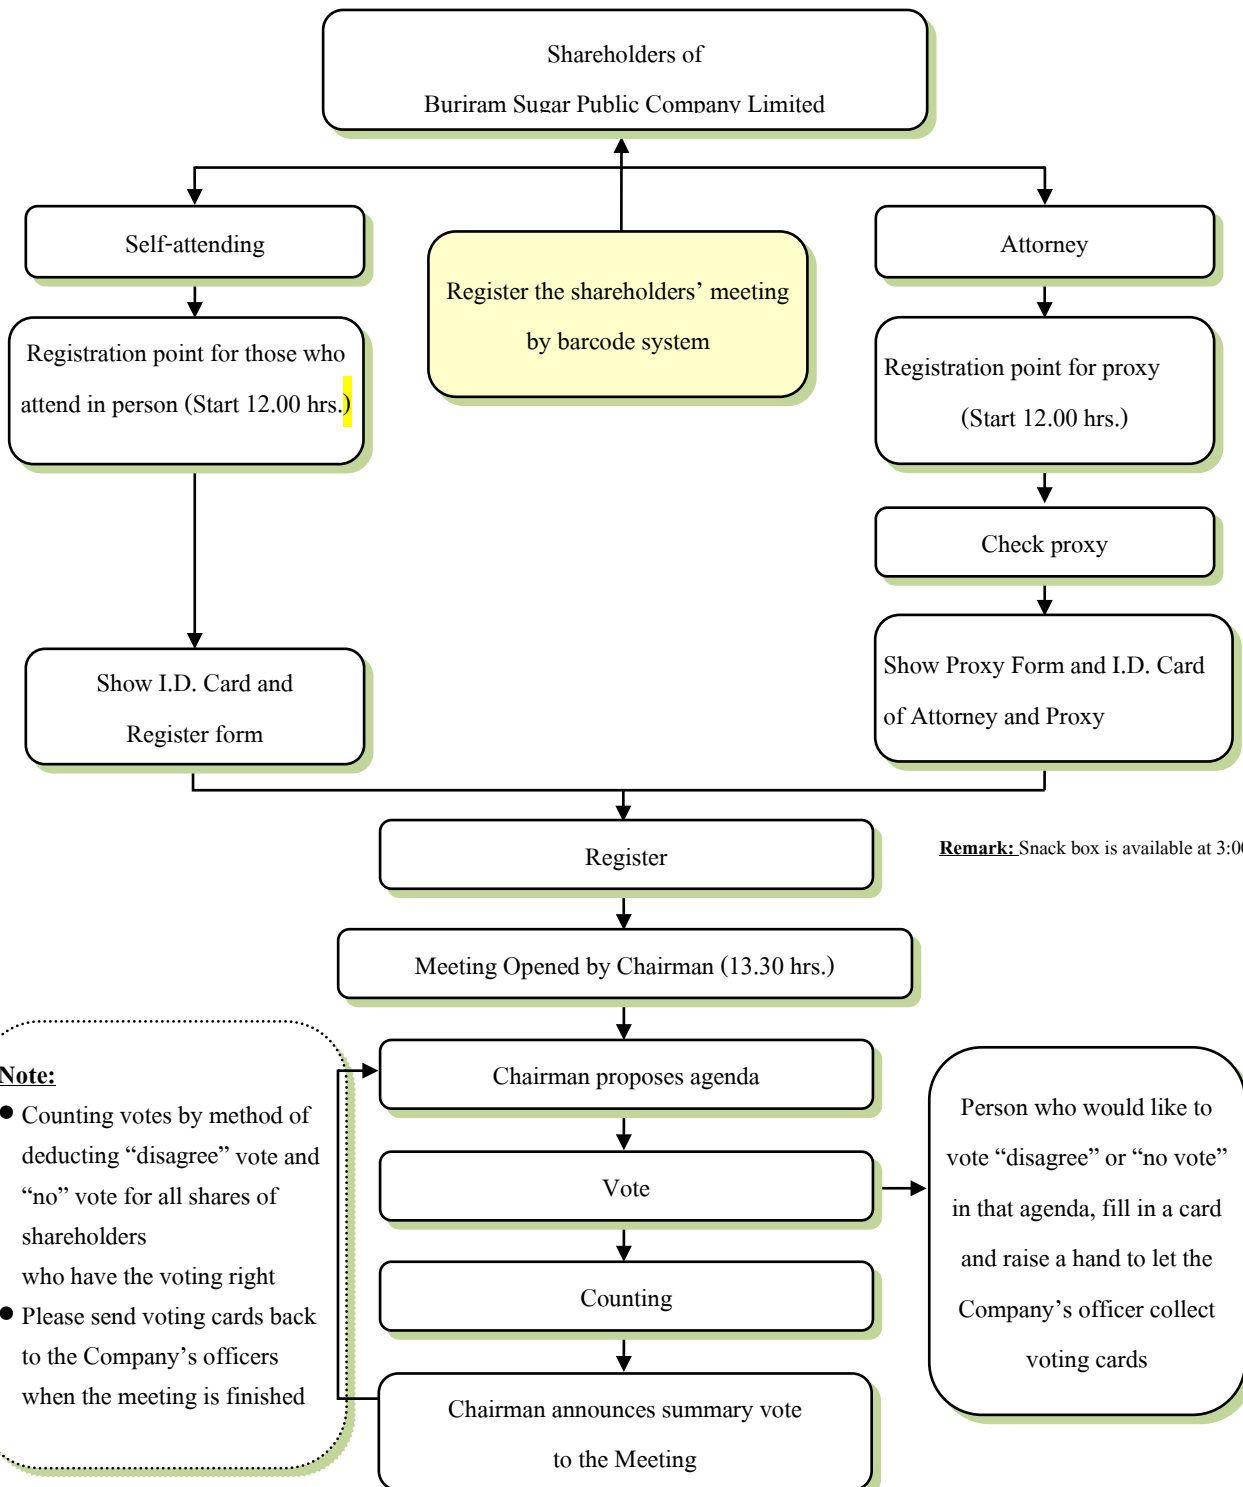 Shareholders of
Buriram Sugar Public Company Limited
Self-attending
Attorney
Register the shareholders’ meeting
by barcode system
Registration point for those who
attend in person (Start 12.00 hrs.)
Registration point for proxy
(Start 12.00 hrs.)
Check proxy
Show I.D. Card and
Register form
Show Proxy Form and I.D. Card
of Attorney and Proxy
Register
Remark: Snack box is available at 3:00
Meeting Opened by Chairman (13.30 hrs.)
Note:
● Counting votes by method of
deducting “disagree” vote and
“no” vote for all shares of
shareholders
who have the voting right
● Please send voting cards back
to the Company’s officers
when the meeting is finished
Chairman proposes agenda
Vote
Person who would like to
vote “disagree” or “no vote”
in that agenda, fill in a card
and raise a hand to let the
Company’s officer collect
voting cards
Counting
Chairman announces summary vote
to the Meeting